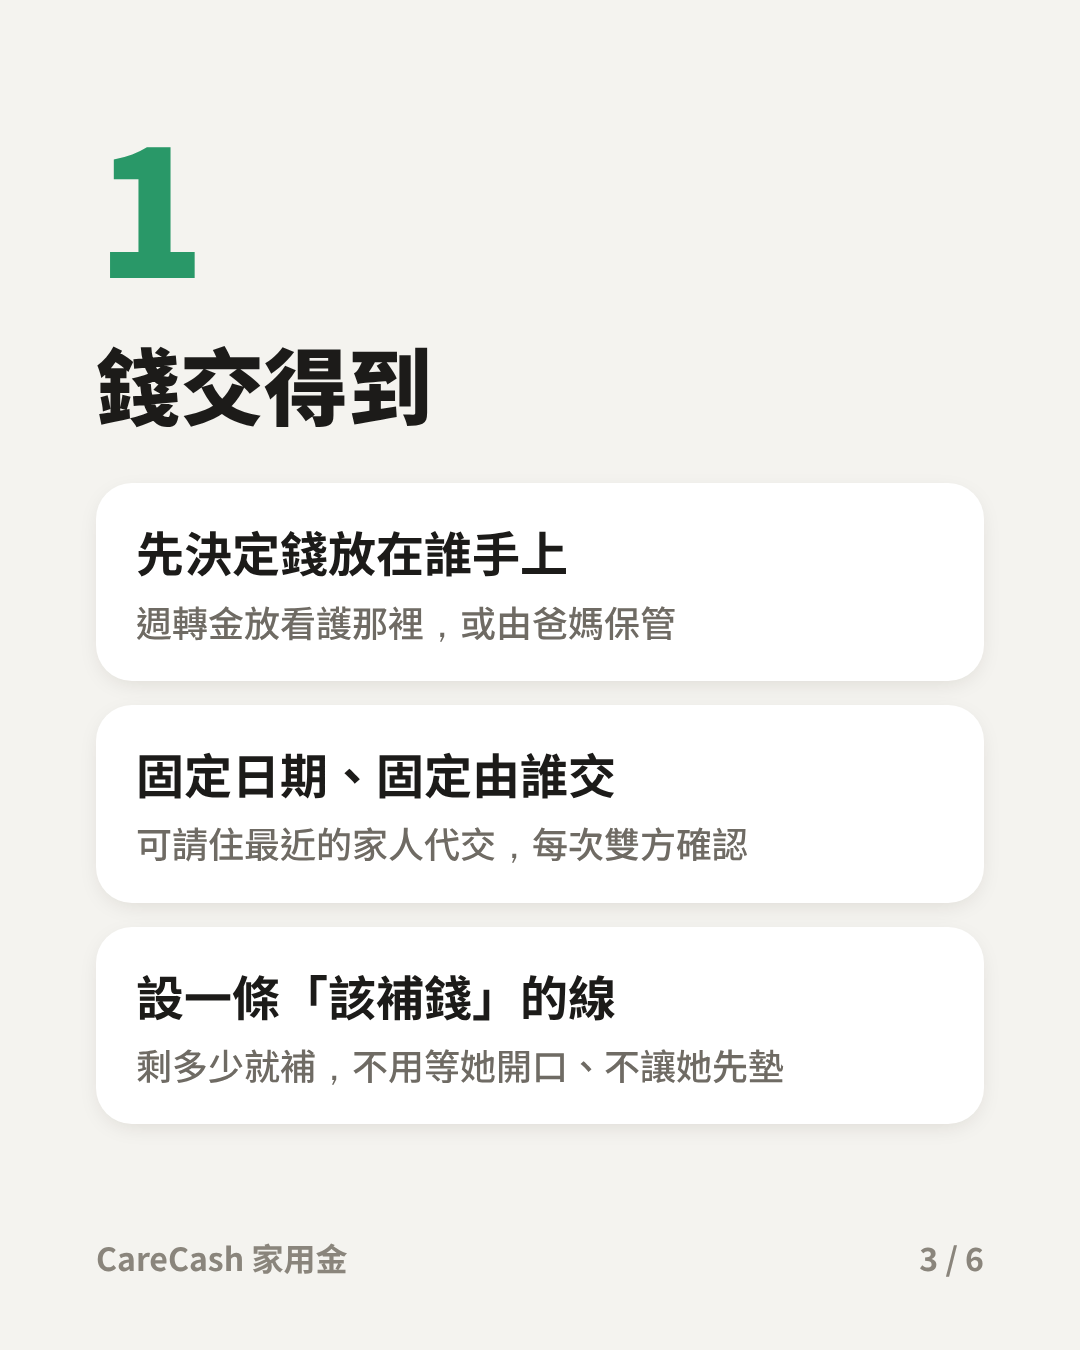 1
錢交得到
先決定錢放在誰手上
週轉金放看護那裡，或由爸媽保管
固定日期、固定由誰交
可請住最近的家人代交，每次雙方確認
設一條「該補錢」的線
剩多少就補，不用等她開口、不讓她先墊
CareCash 家用金
3 / 6